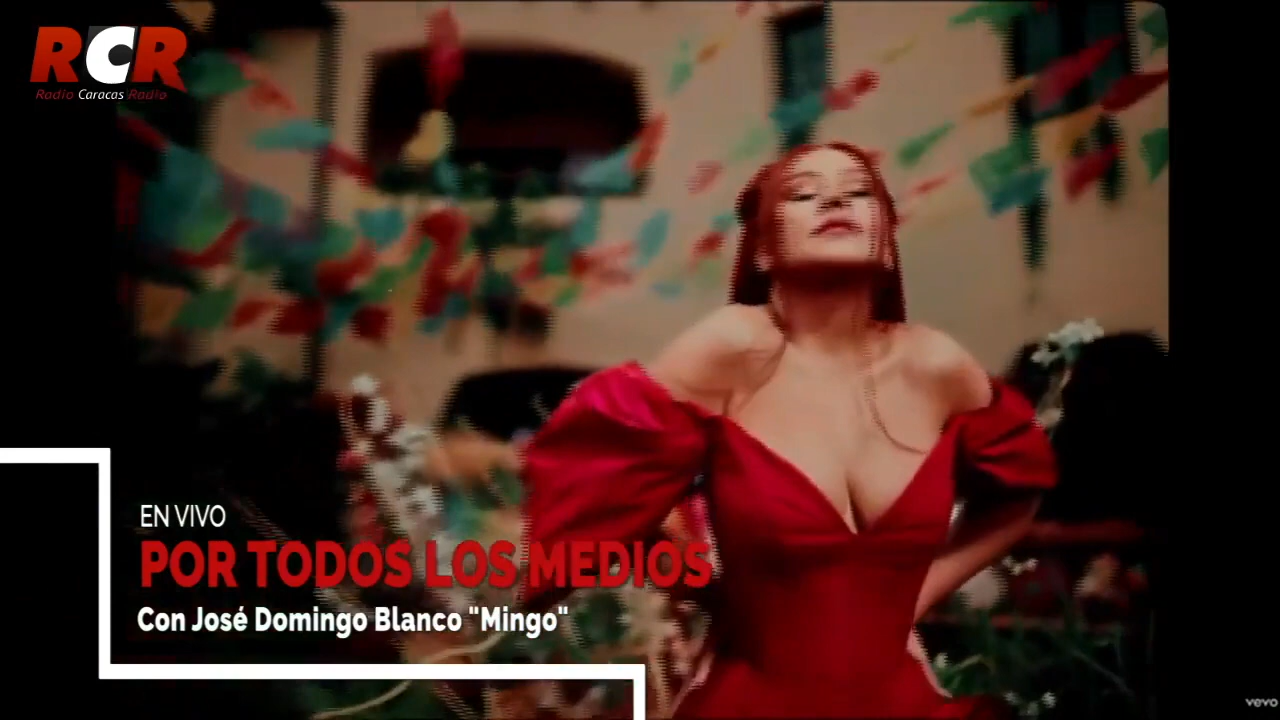 RCR
Radio Caracas Radio
EN VIVO
POR TODOS LOS MEDIOS
Con José Domingo Blanco "Mingo"
vevo